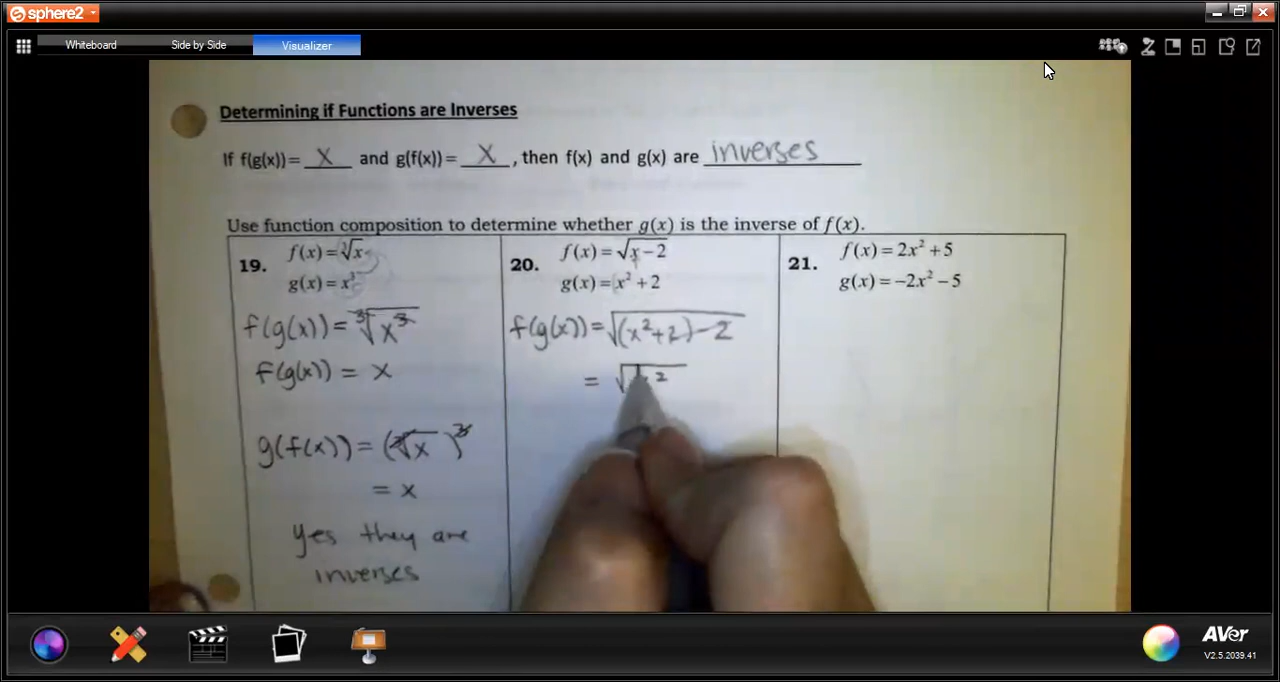 sphere2
Whiteboard Side by Side Visualizer
Determining if Functions are Inverses
If f(g(x))= x and g(f(x))= x , then f(x) and g(x) are inverses
Use function composition to determine whether g(x) is the inverse of f(x).
19. f(x) = ∛x
g(x) = x³
f(g(x)) = ∛x³
f(g(x)) = x
g(f(x)) = (∛x)³
= x
yes they are
inverses
20. f(x) = √x − 2
g(x) = x² + 2
f(g(x)) = √(x²+2)−2
21. f(x) = 2x² + 5
g(x) = −2x² − 5
AVer
V2.5.2039.41